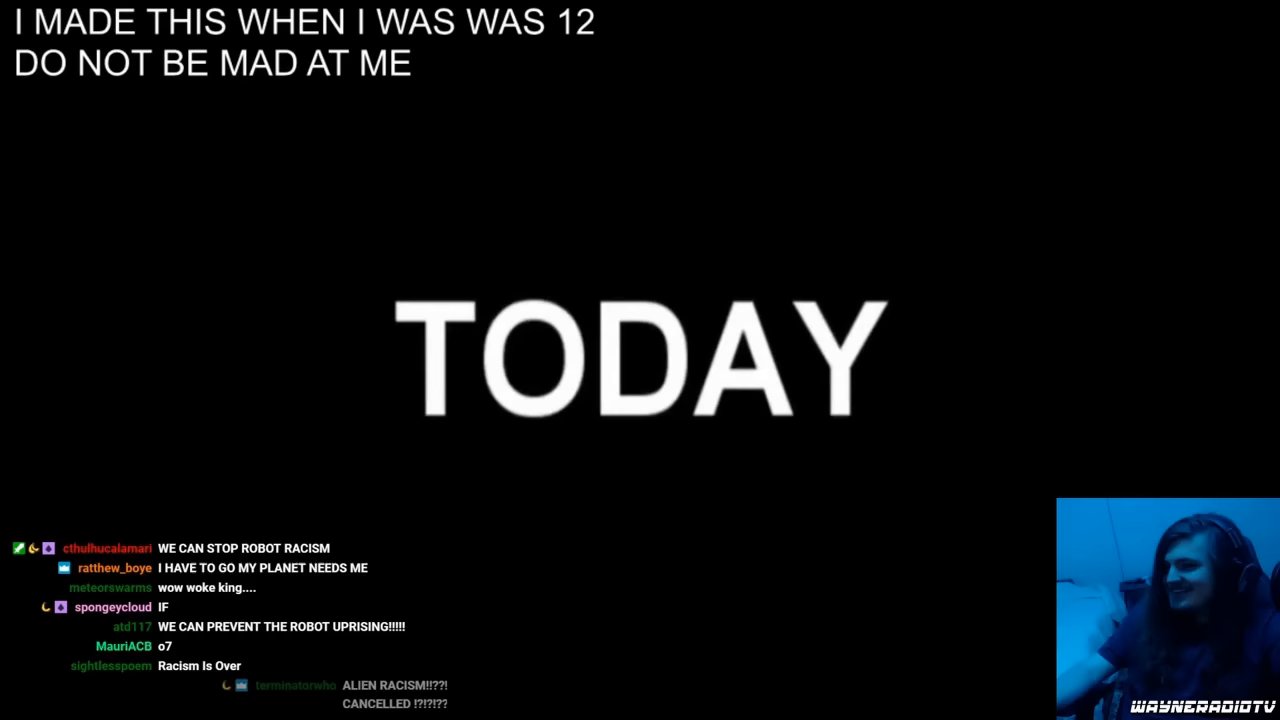 I MADE THIS WHEN I WAS WAS 12
DO NOT BE MAD AT ME
TODAY
cthulhucalamari WE CAN STOP ROBOT RACISM
ratthew_boye I HAVE TO GO MY PLANET NEEDS ME
meteorswarms wow woke king....
spongeycloud IF
atd117 WE CAN PREVENT THE ROBOT UPRISING!!!!!
MauriACB o7
sightlesspoem Racism Is Over
terminatorwho ALIEN RACISM!!??!
CANCELLED !?!?!??
WAYNERADIOTV